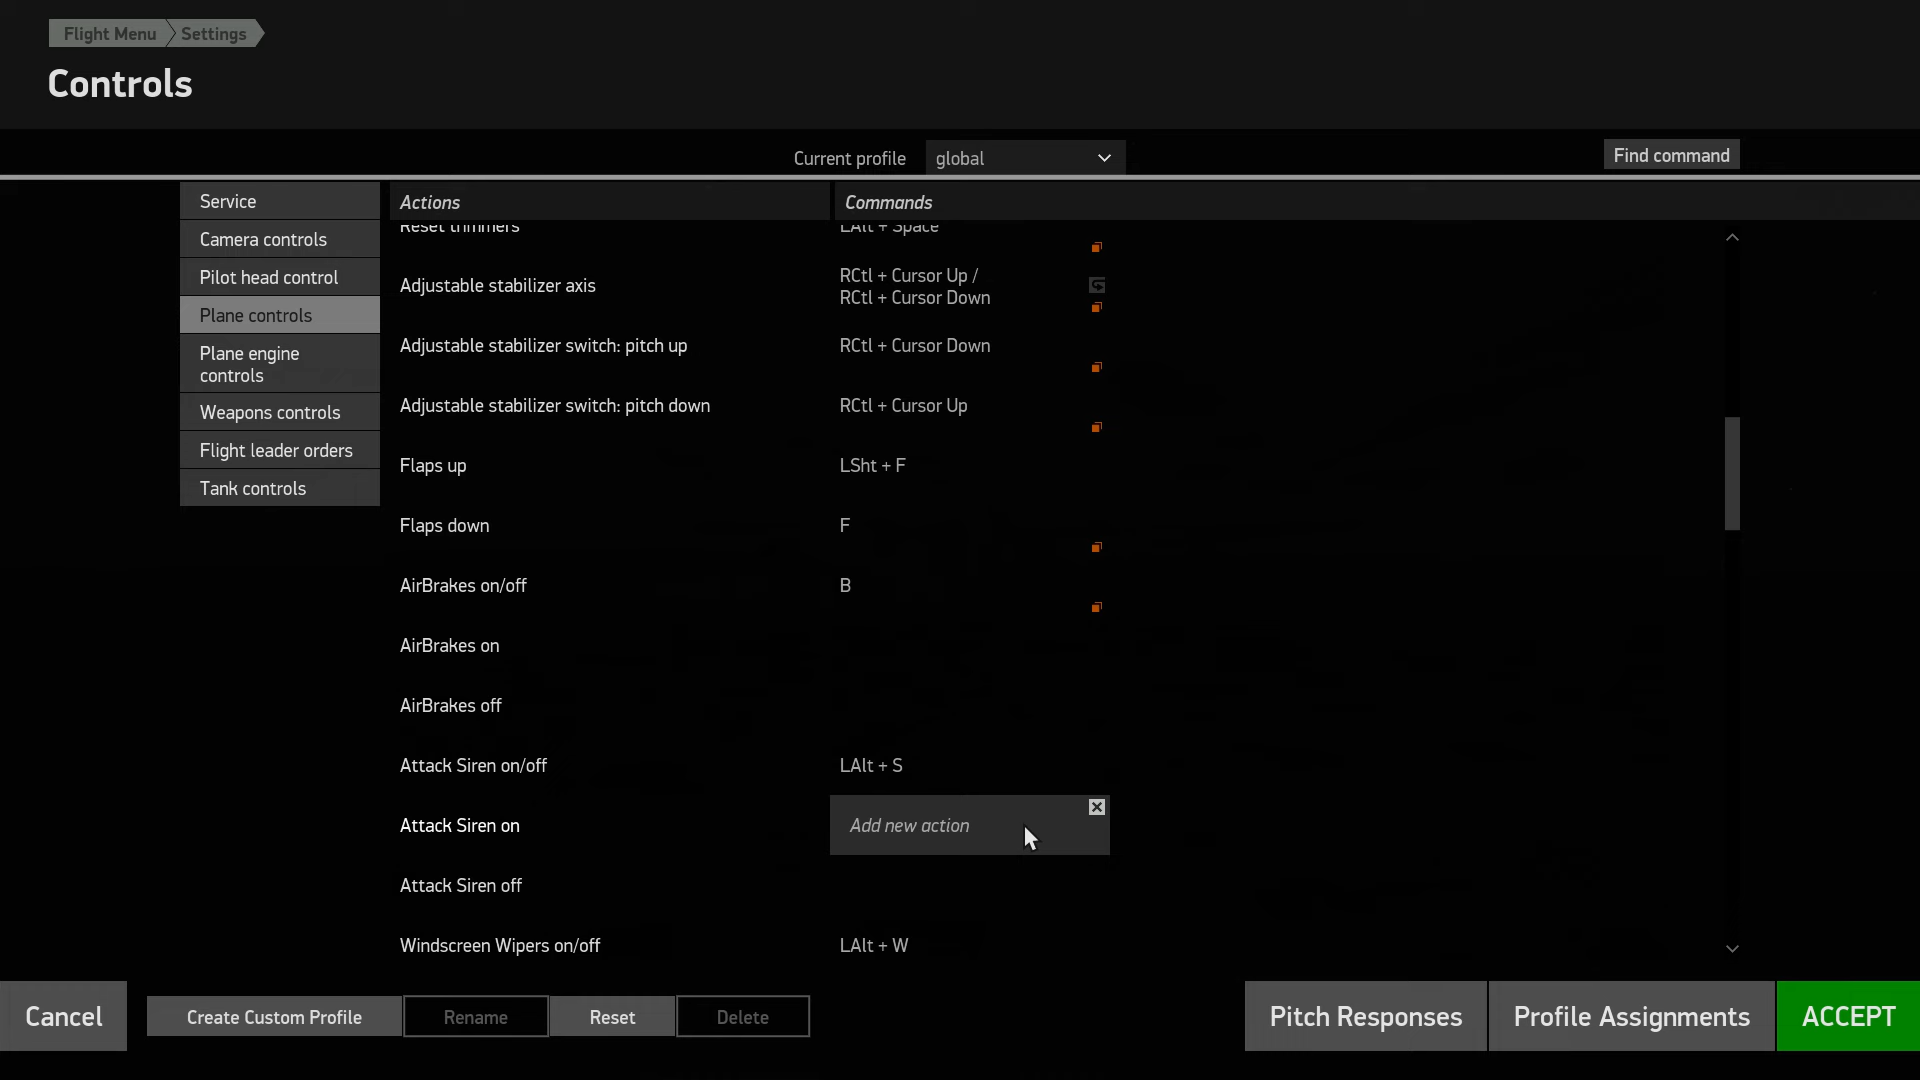 Flight Menu Settings
Controls
Current profile global Find command
Service
Camera controls
Pilot head control
Plane controls
Plane engine
controls
Weapons controls
Flight leader orders
Tank controls
Actions Commands
Reset trimmers LAlt + Space
Adjustable stabilizer axis RCtl + Cursor Up /
RCtl + Cursor Down
Adjustable stabilizer switch: pitch up RCtl + Cursor Down
Adjustable stabilizer switch: pitch down RCtl + Cursor Up
Flaps up LSht + F
Flaps down F
AirBrakes on/off B
AirBrakes on
AirBrakes off
Attack Siren on/off LAlt + S
Attack Siren on Add new action
Attack Siren off
Windscreen Wipers on/off LAlt + W
Cancel Create Custom Profile Rename Reset Delete Pitch Responses Profile Assignments ACCEPT